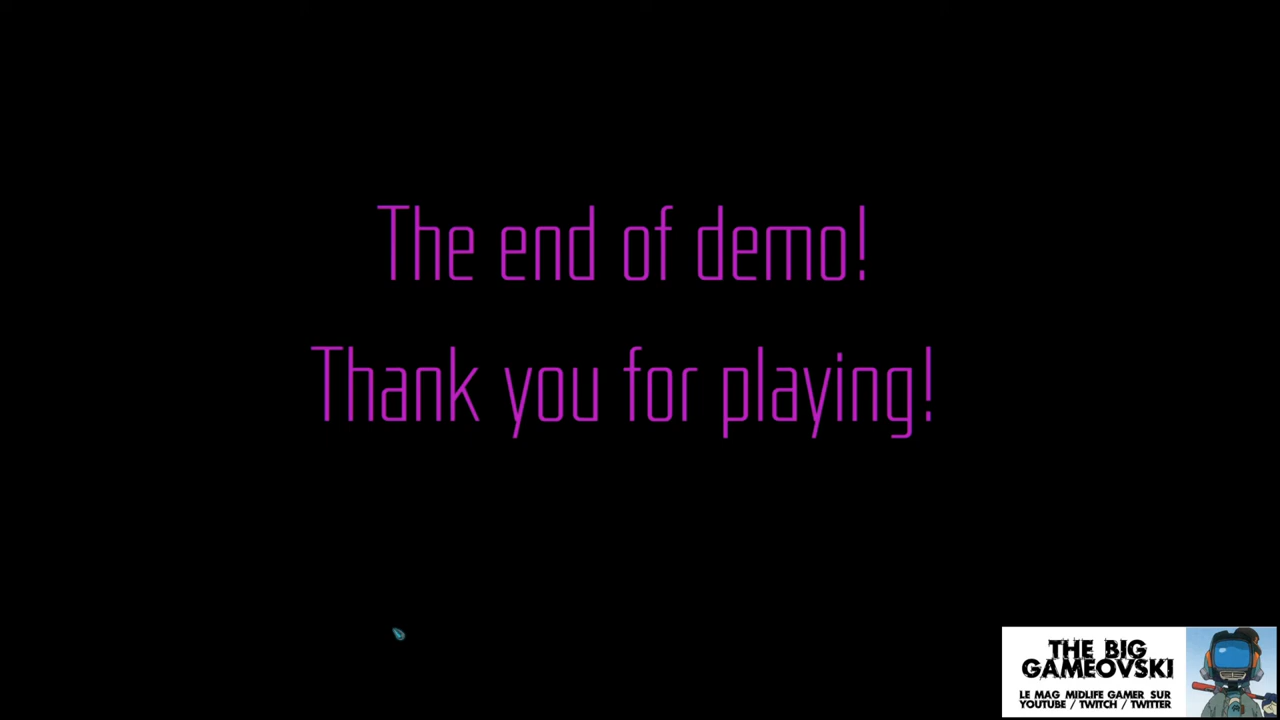 The end of demo!
Thank you for playing!
THE BIG
GAMEOVSKI
LE MAG MIDLIFE GAMER SUR
YOUTUBE / TWITCH / TWITTER